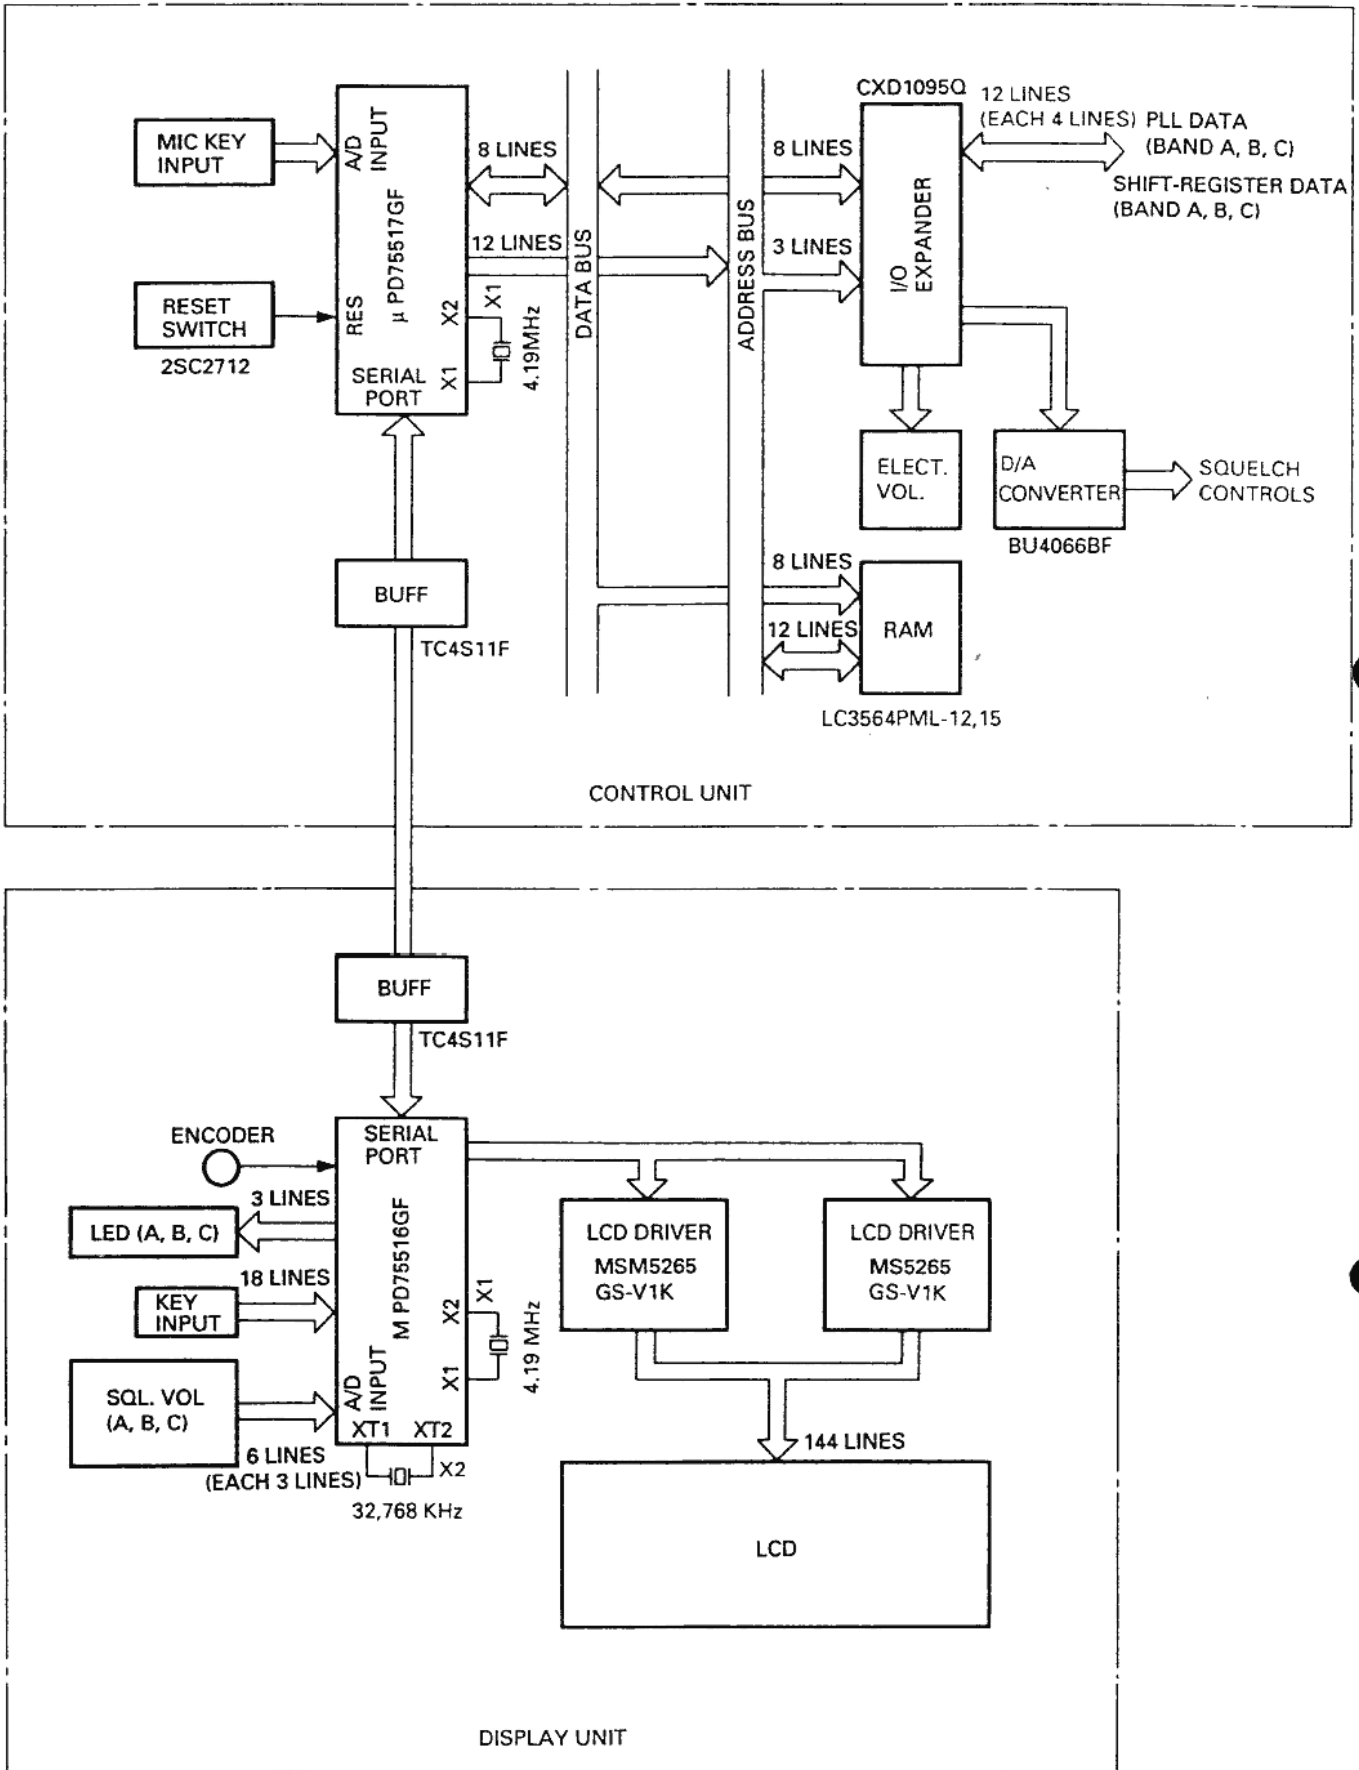 CXD1095Q
12 LINES
(EACH 4 LINES)
PLL DATA
(BAND A, B, C)
SHIFT-REGISTER DATA
(BAND A, B, C)
MIC KEY
INPUT
A/D
INPUT
μ PD75517GF
8 LINES
8 LINES
12 LINES
3 LINES
DATA BUS
ADDRESS BUS
I/O
EXPANDER
RESET
SWITCH
2SC2712
RES
X2
X1
X1
4.19MHz
SERIAL
PORT
ELECT.
VOL.
D/A
CONVERTER
SQUELCH
CONTROLS
BU4066BF
BUFF
TC4S11F
8 LINES
12 LINES
RAM
LC3564PML-12,15
CONTROL UNIT
BUFF
TC4S11F
ENCODER
SERIAL
PORT
3 LINES
LED (A, B, C)
18 LINES
KEY
INPUT
M PD75516GF
X2
X1
X1
4.19 MHz
LCD DRIVER
MSM5265
GS-V1K
LCD DRIVER
MS5265
GS-V1K
SQL. VOL
(A, B, C)
A/D
INPUT
XT1
XT2
6 LINES
(EACH 3 LINES)
X2
32,768 KHz
144 LINES
LCD
DISPLAY UNIT